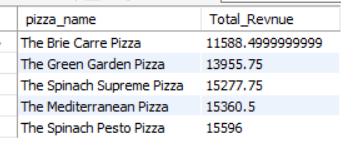 pizza_name Total_Revnue
The Brie Carre Pizza 11588.4999999999
The Green Garden Pizza 13955.75
The Spinach Supreme Pizza 15277.75
The Mediterranean Pizza 15360.5
The Spinach Pesto Pizza 15596